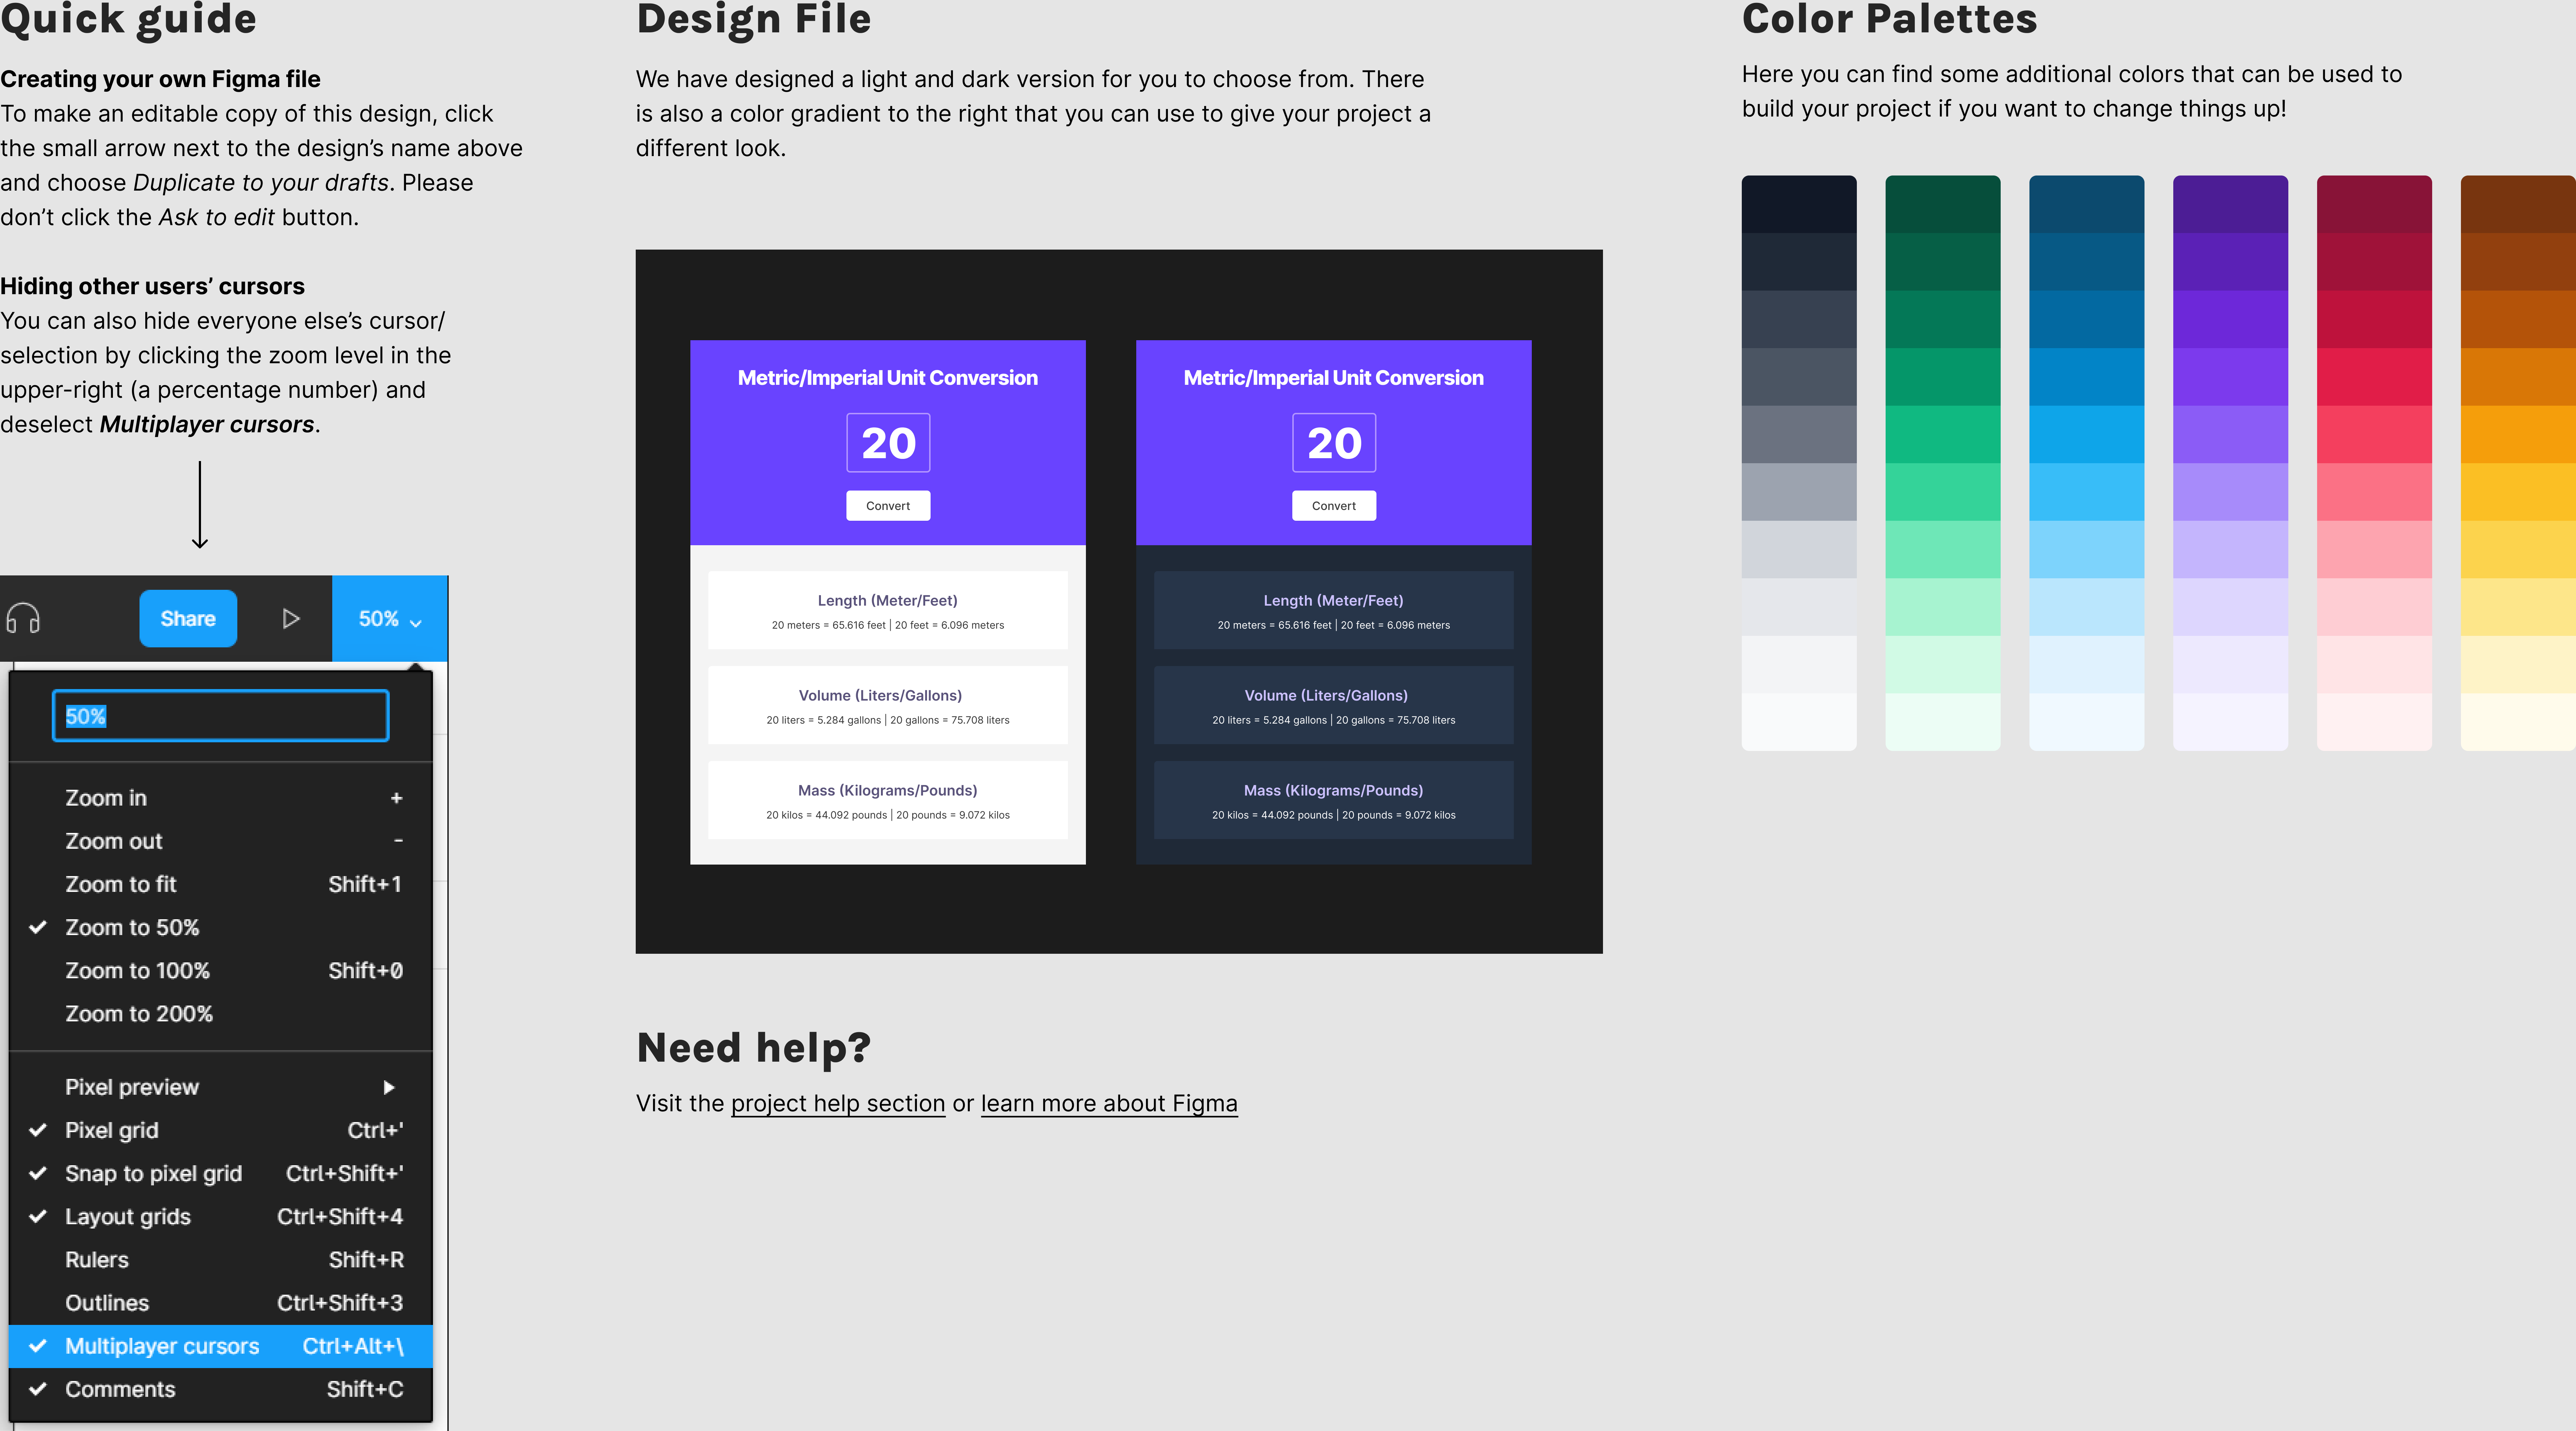 Quick guide
Creating your own Figma file
To make an editable copy of this design, click
the small arrow next to the design’s name above
and choose Duplicate to your drafts. Please
don’t click the Ask to edit button.
Hiding other users’ cursors
You can also hide everyone else’s cursor/
selection by clicking the zoom level in the
upper-right (a percentage number) and
deselect Multiplayer cursors.
Share
50%
50%
Zoom in +
Zoom out -
Zoom to fit Shift+1
Zoom to 50%
Zoom to 100% Shift+0
Zoom to 200%
Pixel preview
Pixel grid Ctrl+'
Snap to pixel grid Ctrl+Shift+'
Layout grids Ctrl+Shift+4
Rulers Shift+R
Outlines Ctrl+Shift+3
Multiplayer cursors Ctrl+Alt+\
Comments Shift+C
Design File
We have designed a light and dark version for you to choose from. There
is also a color gradient to the right that you can use to give your project a
different look.
Metric/Imperial Unit Conversion
20
Convert
Length (Meter/Feet)
20 meters = 65.616 feet | 20 feet = 6.096 meters
Volume (Liters/Gallons)
20 liters = 5.284 gallons | 20 gallons = 75.708 liters
Mass (Kilograms/Pounds)
20 kilos = 44.092 pounds | 20 pounds = 9.072 kilos
Metric/Imperial Unit Conversion
20
Convert
Length (Meter/Feet)
20 meters = 65.616 feet | 20 feet = 6.096 meters
Volume (Liters/Gallons)
20 liters = 5.284 gallons | 20 gallons = 75.708 liters
Mass (Kilograms/Pounds)
20 kilos = 44.092 pounds | 20 pounds = 9.072 kilos
Need help?
Visit the project help section or learn more about Figma
Color Palettes
Here you can find some additional colors that can be used to
build your project if you want to change things up!